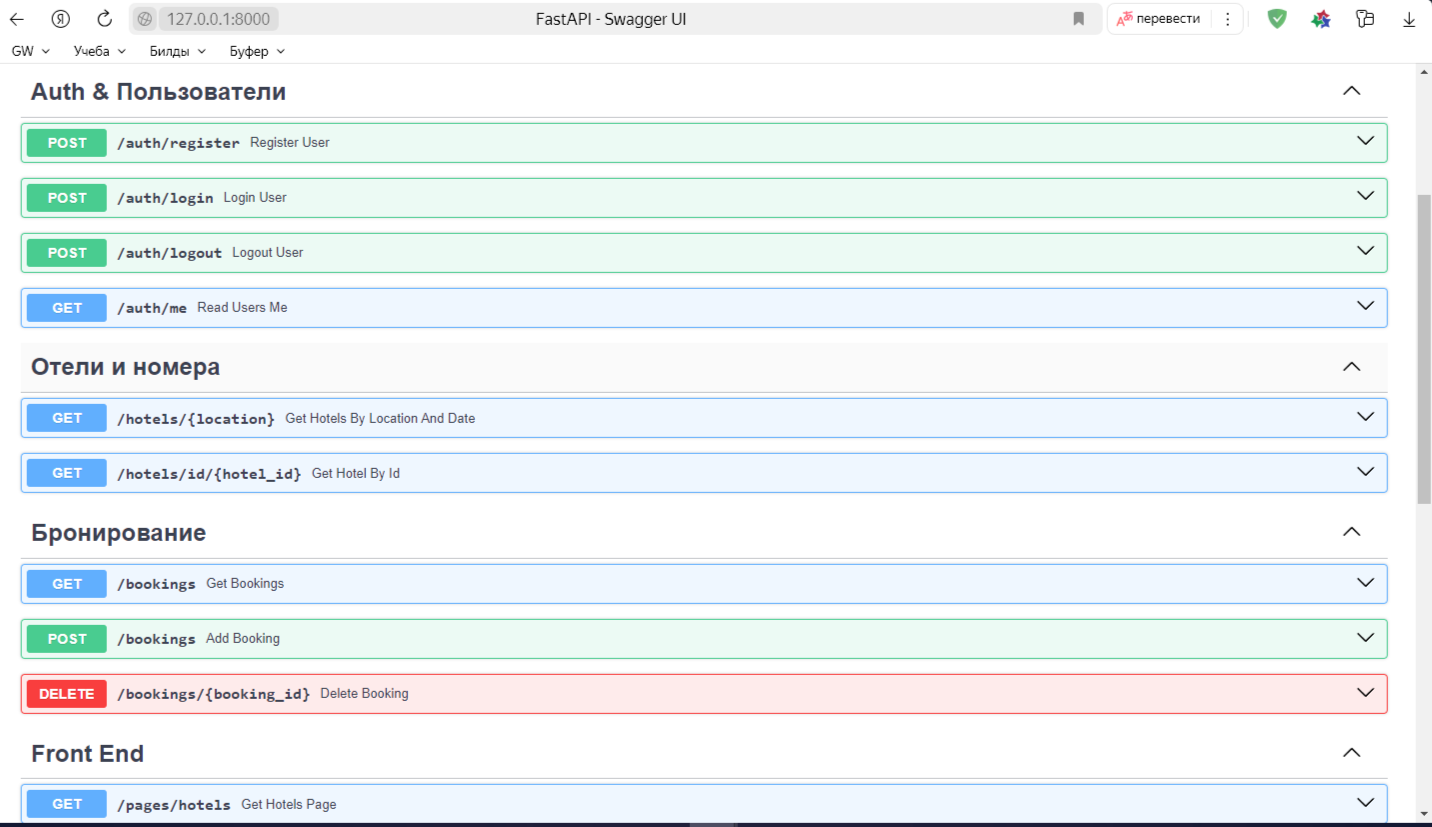 Я 127.0.0.1:8000 FastAPI - Swagger UI перевести
GW Учеба Билды Буфер
Auth & Пользователи
POST /auth/register Register User
POST /auth/login Login User
POST /auth/logout Logout User
GET /auth/me Read Users Me
Отели и номера
GET /hotels/{location} Get Hotels By Location And Date
GET /hotels/id/{hotel_id} Get Hotel By Id
Бронирование
GET /bookings Get Bookings
POST /bookings Add Booking
DELETE /bookings/{booking_id} Delete Booking
Front End
GET /pages/hotels Get Hotels Page